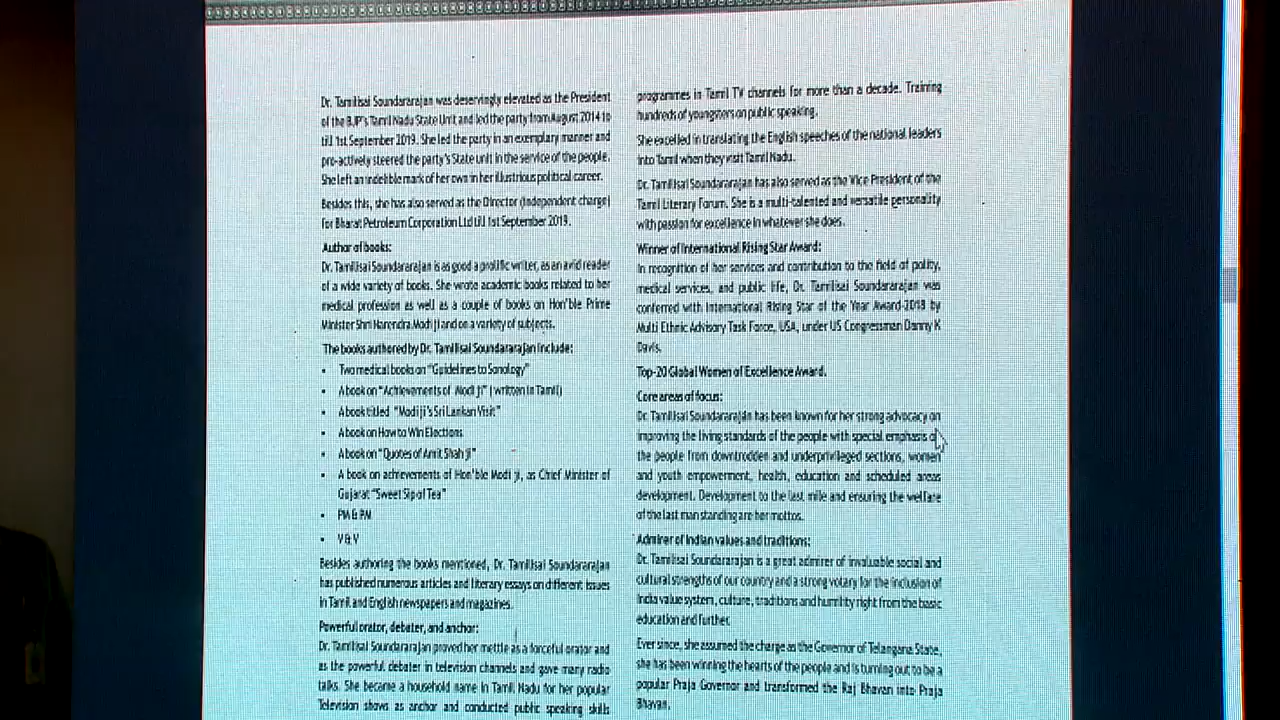 Dr. Tamilisai Soundararajan was deservingly elevated as the President
of the BJP's Tamil Nadu State Unit and led the party from August 2014 to
till 1st September 2019. She led the party in an exemplary manner and
pro-actively steered the party's State unit in the service of the people.
She left an indelible mark of her own in her illustrious political career.
Besides this, she has also served as the Director (Independent charge)
for Bharat Petroleum Corporation Ltd till 1st September 2019.
Author of books:
Dr. Tamilisai Soundararajan is as good a prolific writer, as an avid reader
of a wide variety of books. She wrote academic books related to her
medical profession as well as a couple of books on Hon'ble Prime
Minister Shri Narendra Modi Ji and on a variety of subjects.
The books authored by Dr. Tamilisai Soundararajan include:
• Two medical books on "Guidelines to Sonology"
• A book on "Achievements of Modi Ji" (written in Tamil)
• A book titled "Modi ji's Sri Lankan Visit"
• A book on How to Win Elections
• A book on "Quotes of Amit Shah ji"
• A book on achievements of Hon'ble Modi ji, as Chief Minister of
Gujarat "Sweet Sip of Tea"
• PM & PM
• V & V
Besides authoring the books mentioned, Dr. Tamilisai Soundararajan
has published numerous articles and literary essays on different issues
in Tamil and English newspapers and magazines.
Powerful orator, debater, and anchor:
Dr. Tamilisai Soundararajan proved her mettle as a forceful orator and
as the powerful debater in television channels and gave many radio
talks. She became a household name in Tamil Nadu for her popular
Television shows as anchor and conducted public speaking skills
programmes in Tamil TV channels for more than a decade. Training
hundreds of youngsters on public speaking.
She excelled in translating the English speeches of the national leaders
into Tamil when they visit Tamil Nadu.
Dr. Tamilisai Soundararajan has also served as the Vice President of the
Tamil Literary Forum. She is a multi-talented and versatile personality
with passion for excellence in whatever she does.
Winner of International Rising Star Award:
In recognition of her services and contribution to the field of polity,
medical services, and public life, Dr. Tamilisai Soundararajan was
conferred with International Rising Star of the Year Award-2018 by
Multi Ethnic Advisory Task Force, USA, under US Congressman Danny K
Davis.
Top-20 Global Women of Excellence Award.
Core areas of focus:
Dr. Tamilisai Soundararajan has been known for her strong advocacy on
improving the living standards of the people with special emphasis of
the people from downtrodden and underprivileged sections, women
and youth empowerment, health, education and scheduled areas
development. Development to the last mile and ensuring the welfare
of the last man standing are her mottos.
Admirer of Indian values and traditions:
Dr. Tamilisai Soundararajan is a great admirer of invaluable social and
cultural strengths of our country and a strong votary for the inclusion of
India value system, culture, traditions and humility right from the basic
education and further.
Ever since, she assumed the charge as the Governor of Telangana State,
she has been winning the hearts of the people and is turning out to be a
popular Praja Governor and transformed the Raj Bhavan into Praja
Bhavan.